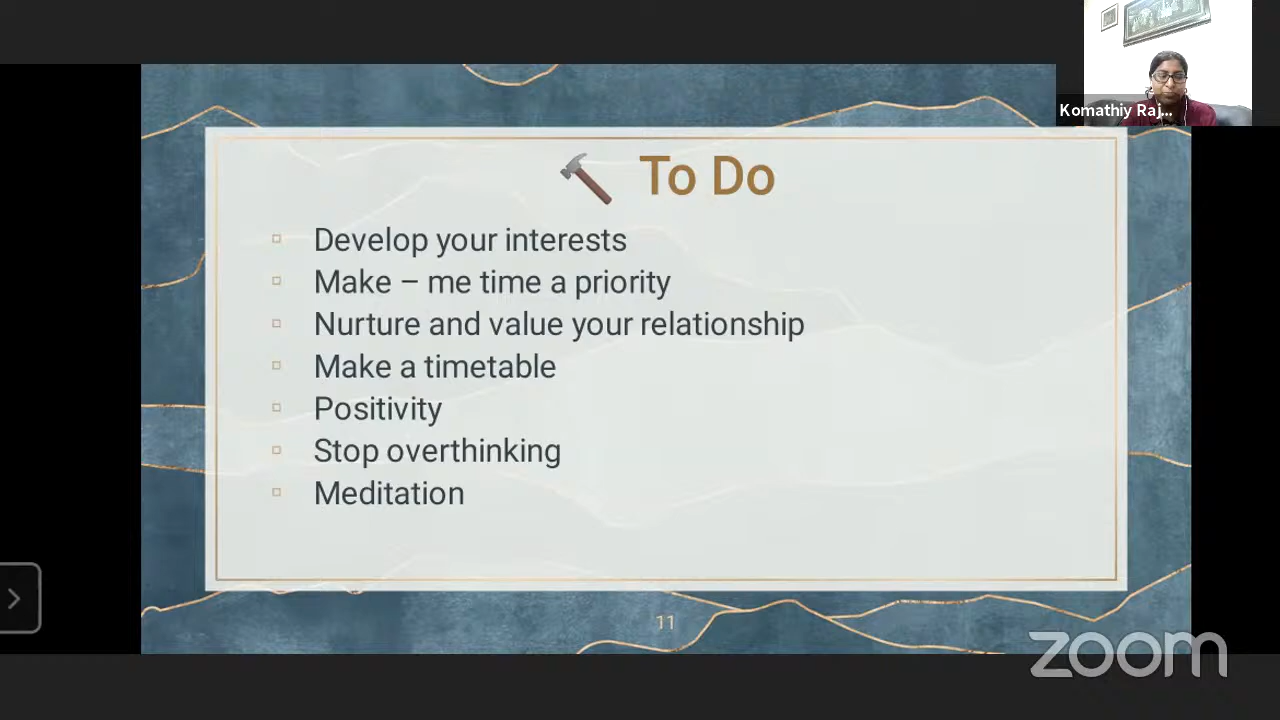 Komathiy Raj...
To Do
Develop your interests
Make – me time a priority
Nurture and value your relationship
Make a timetable
Positivity
Stop overthinking
Meditation
11
zoom